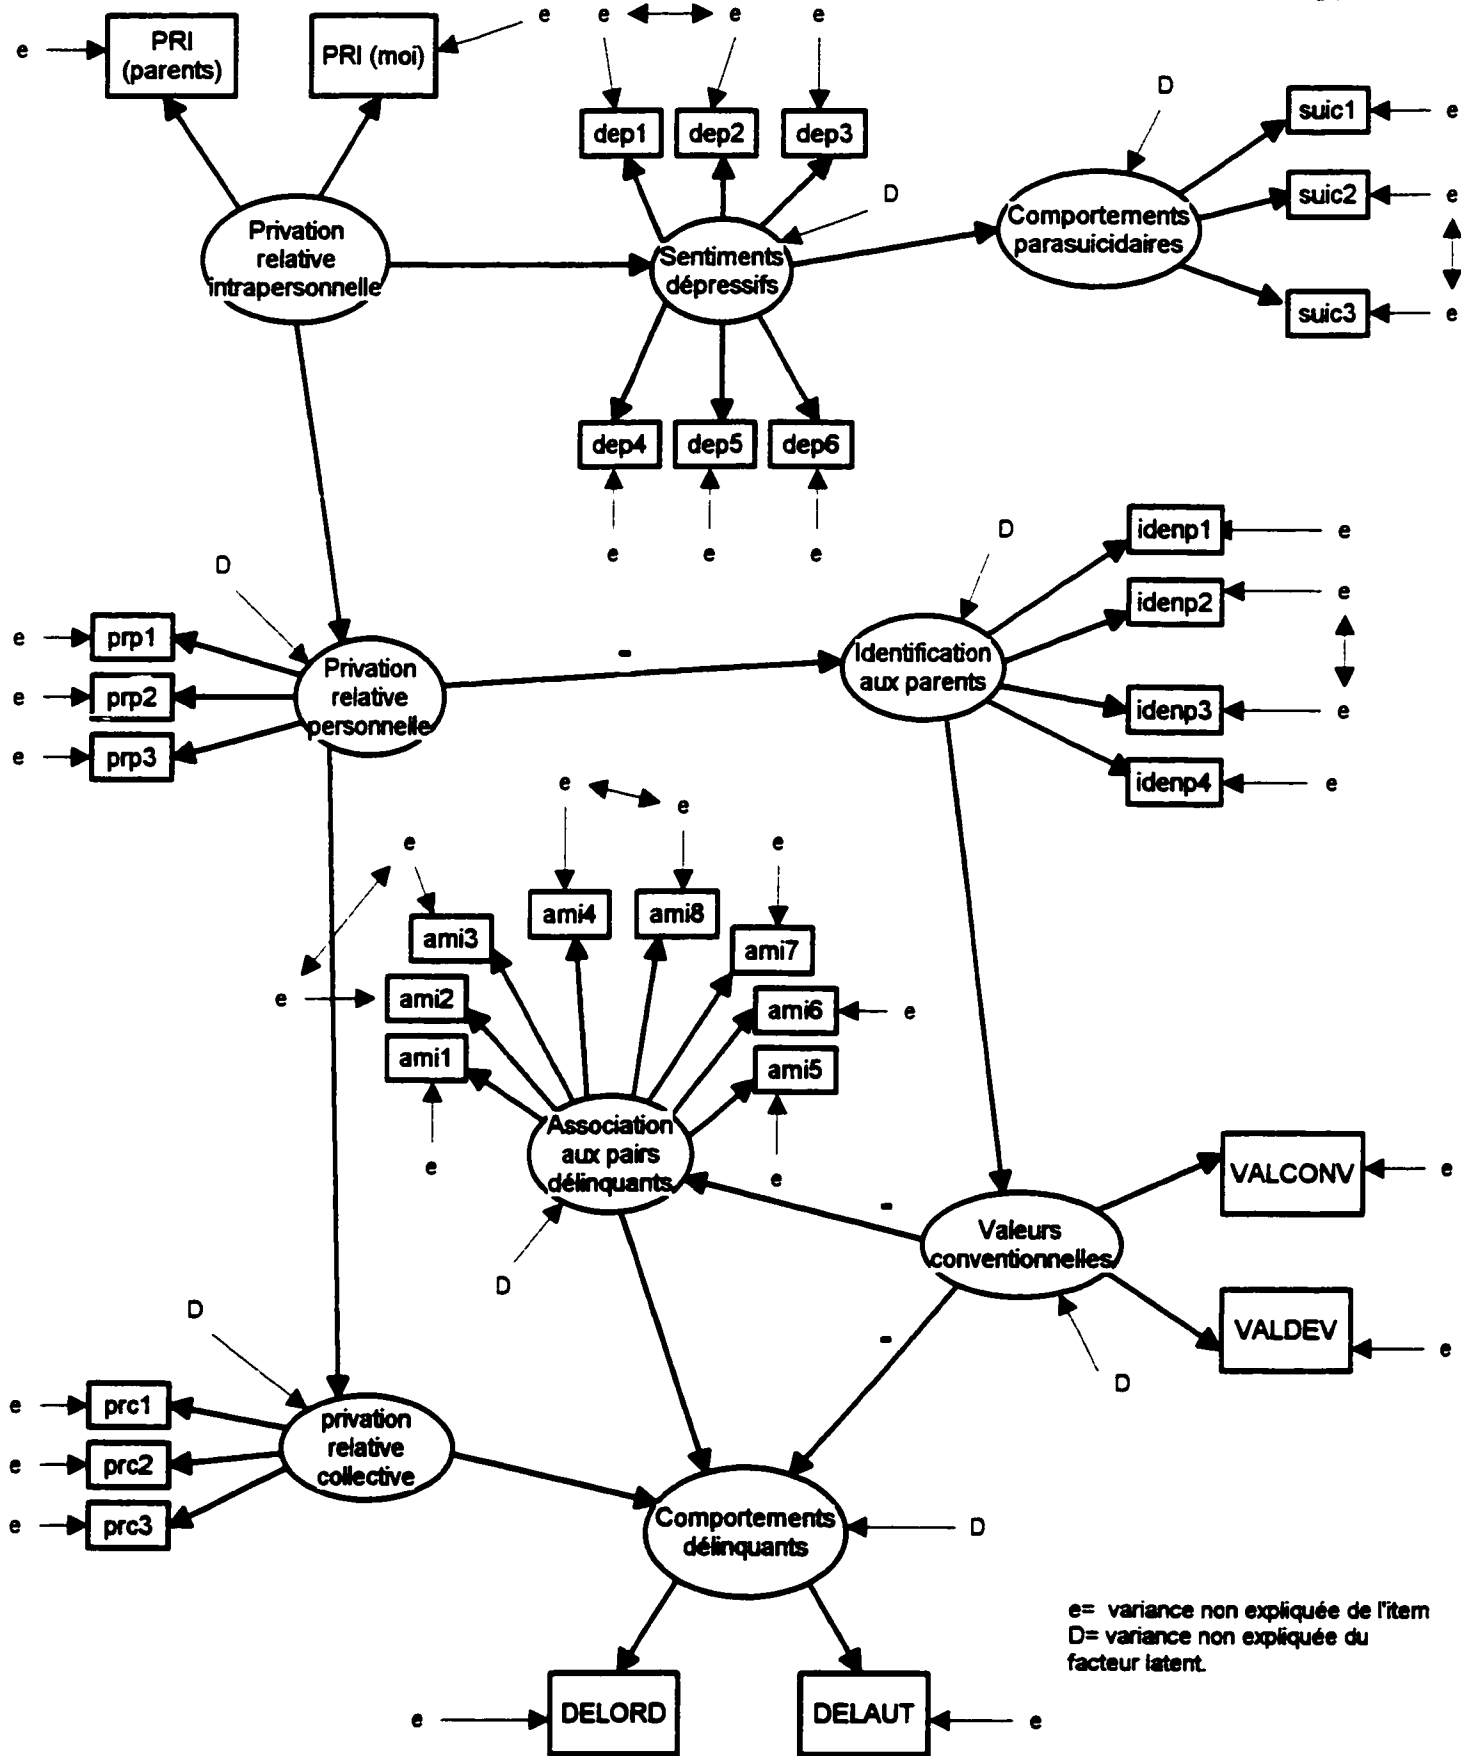 e
e
e
e
PRI
(parents)
PRI (moi)
e
D
suic1
e
dep1
dep2
dep3
suic2
e
D
Privation
relative
intrapersonnelle
Sentiments
dépressifs
Comportements
parasuicidaires
suic3
e
dep4
dep5
dep6
e
e
e
D
idenp1
e
D
idenp2
e
e
prp1
e
prp2
e
prp3
Privation
relative
personnelle
-
Identification
aux parents
idenp3
e
idenp4
e
e
e
e
e
ami4
ami8
ami3
ami7
e
ami2
ami6
e
ami1
ami5
e
e
Association
aux pairs
délinquants
-
D
Valeurs
conventionnelles
VALCONV
e
VALDEV
e
D
-
D
e
prc1
e
prc2
e
prc3
privation
relative
collective
Comportements
délinquants
D
e= variance non expliquée de l'item
D= variance non expliquée du
facteur latent.
e
DELORD
DELAUT
e